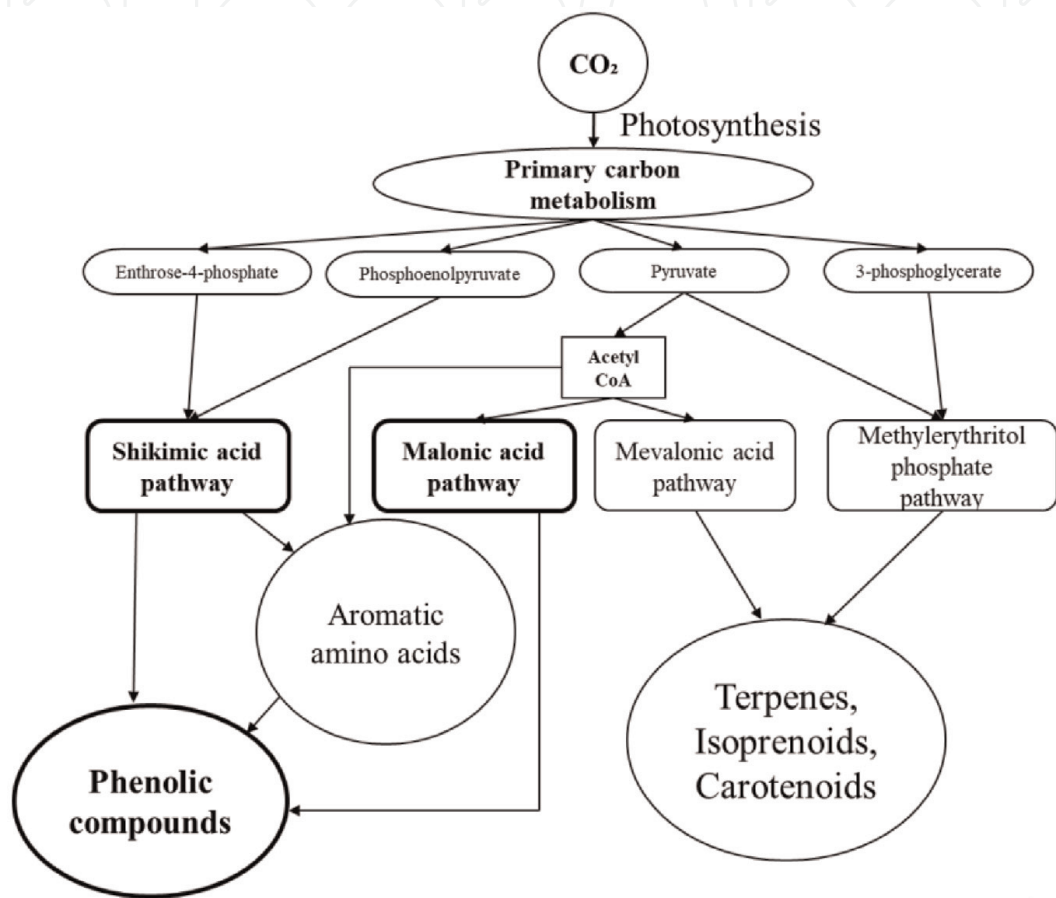 CO₂
Photosynthesis
Primary carbon
metabolism
Enthrose-4-phosphate
Phosphoenolpyruvate
Pyruvate
3-phosphoglycerate
Acetyl
CoA
Shikimic acid
pathway
Malonic acid
pathway
Mevalonic acid
pathway
Methylerythritol
phosphate
pathway
Aromatic
amino acids
Terpenes,
Isoprenoids,
Carotenoids
Phenolic
compounds